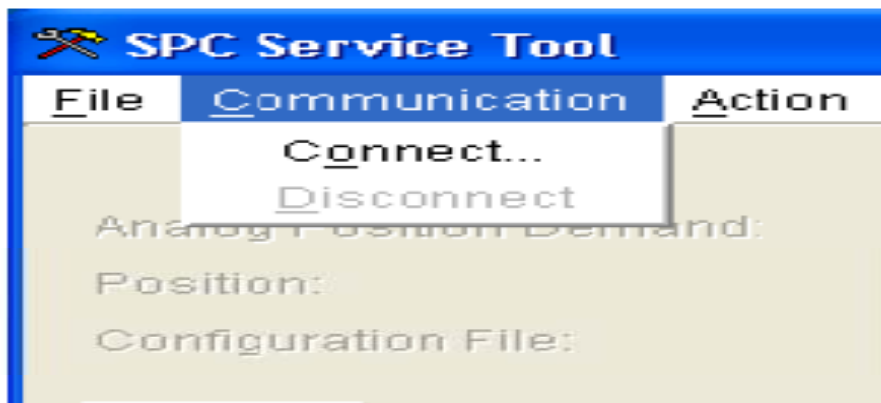 SPC Service Tool
File Communication Action
Connect...
Disconnect
Analog Position Demand:
Position:
Configuration File: